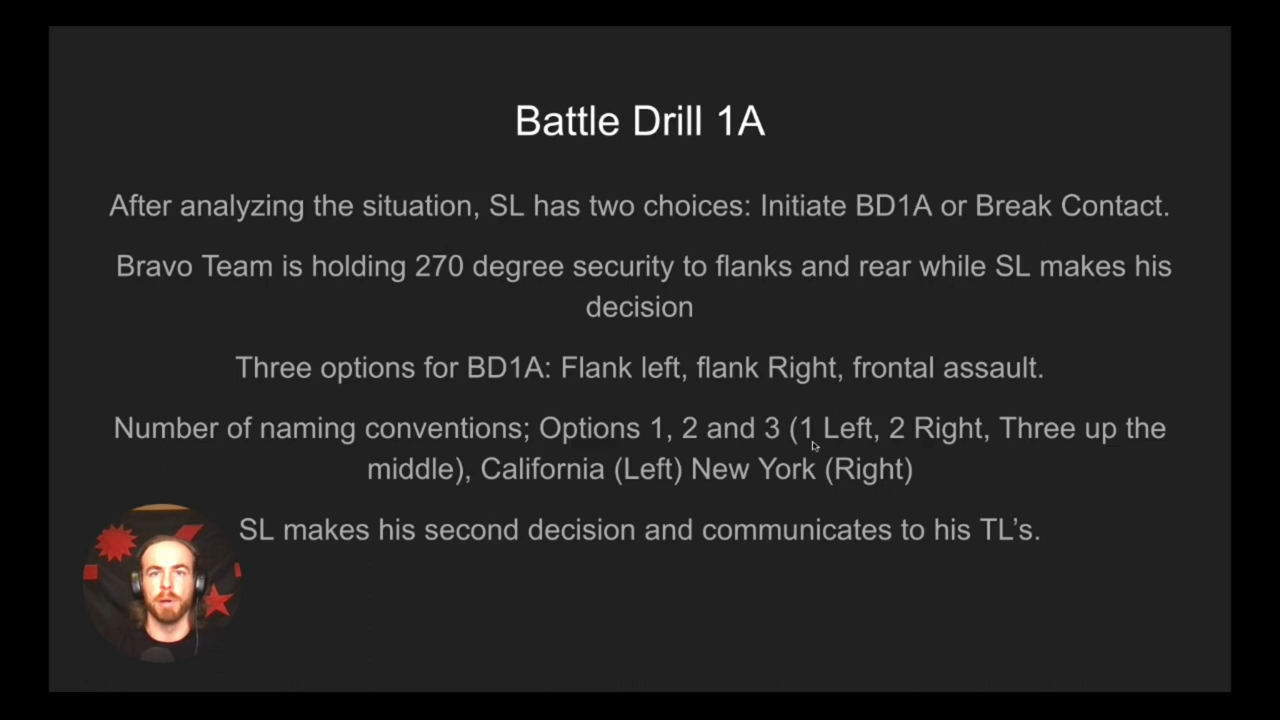 Battle Drill 1A
After analyzing the situation, SL has two choices: Initiate BD1A or Break Contact.
Bravo Team is holding 270 degree security to flanks and rear while SL makes his
decision
Three options for BD1A: Flank left, flank Right, frontal assault.
Number of naming conventions; Options 1, 2 and 3 (1 Left, 2 Right, Three up the
middle), California (Left) New York (Right)
SL makes his second decision and communicates to his TL’s.